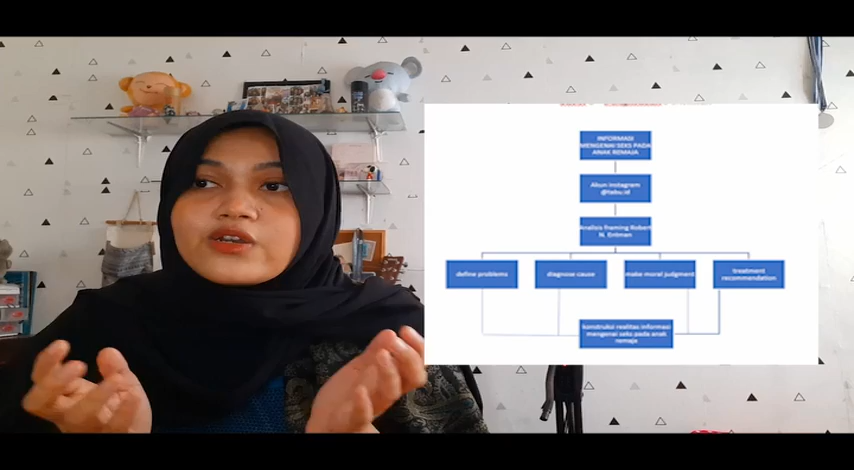 INFORMASI
MENGENAI SEKS PADA
ANAK REMAJA
Akun instagram
@tabu.id
Analisis Framing Robert
N. Entman
define problems
diagnose cause
make moral judgment
treatment
recommendation
konstruksi realitas informasi
mengenai seks pada anak
remaja